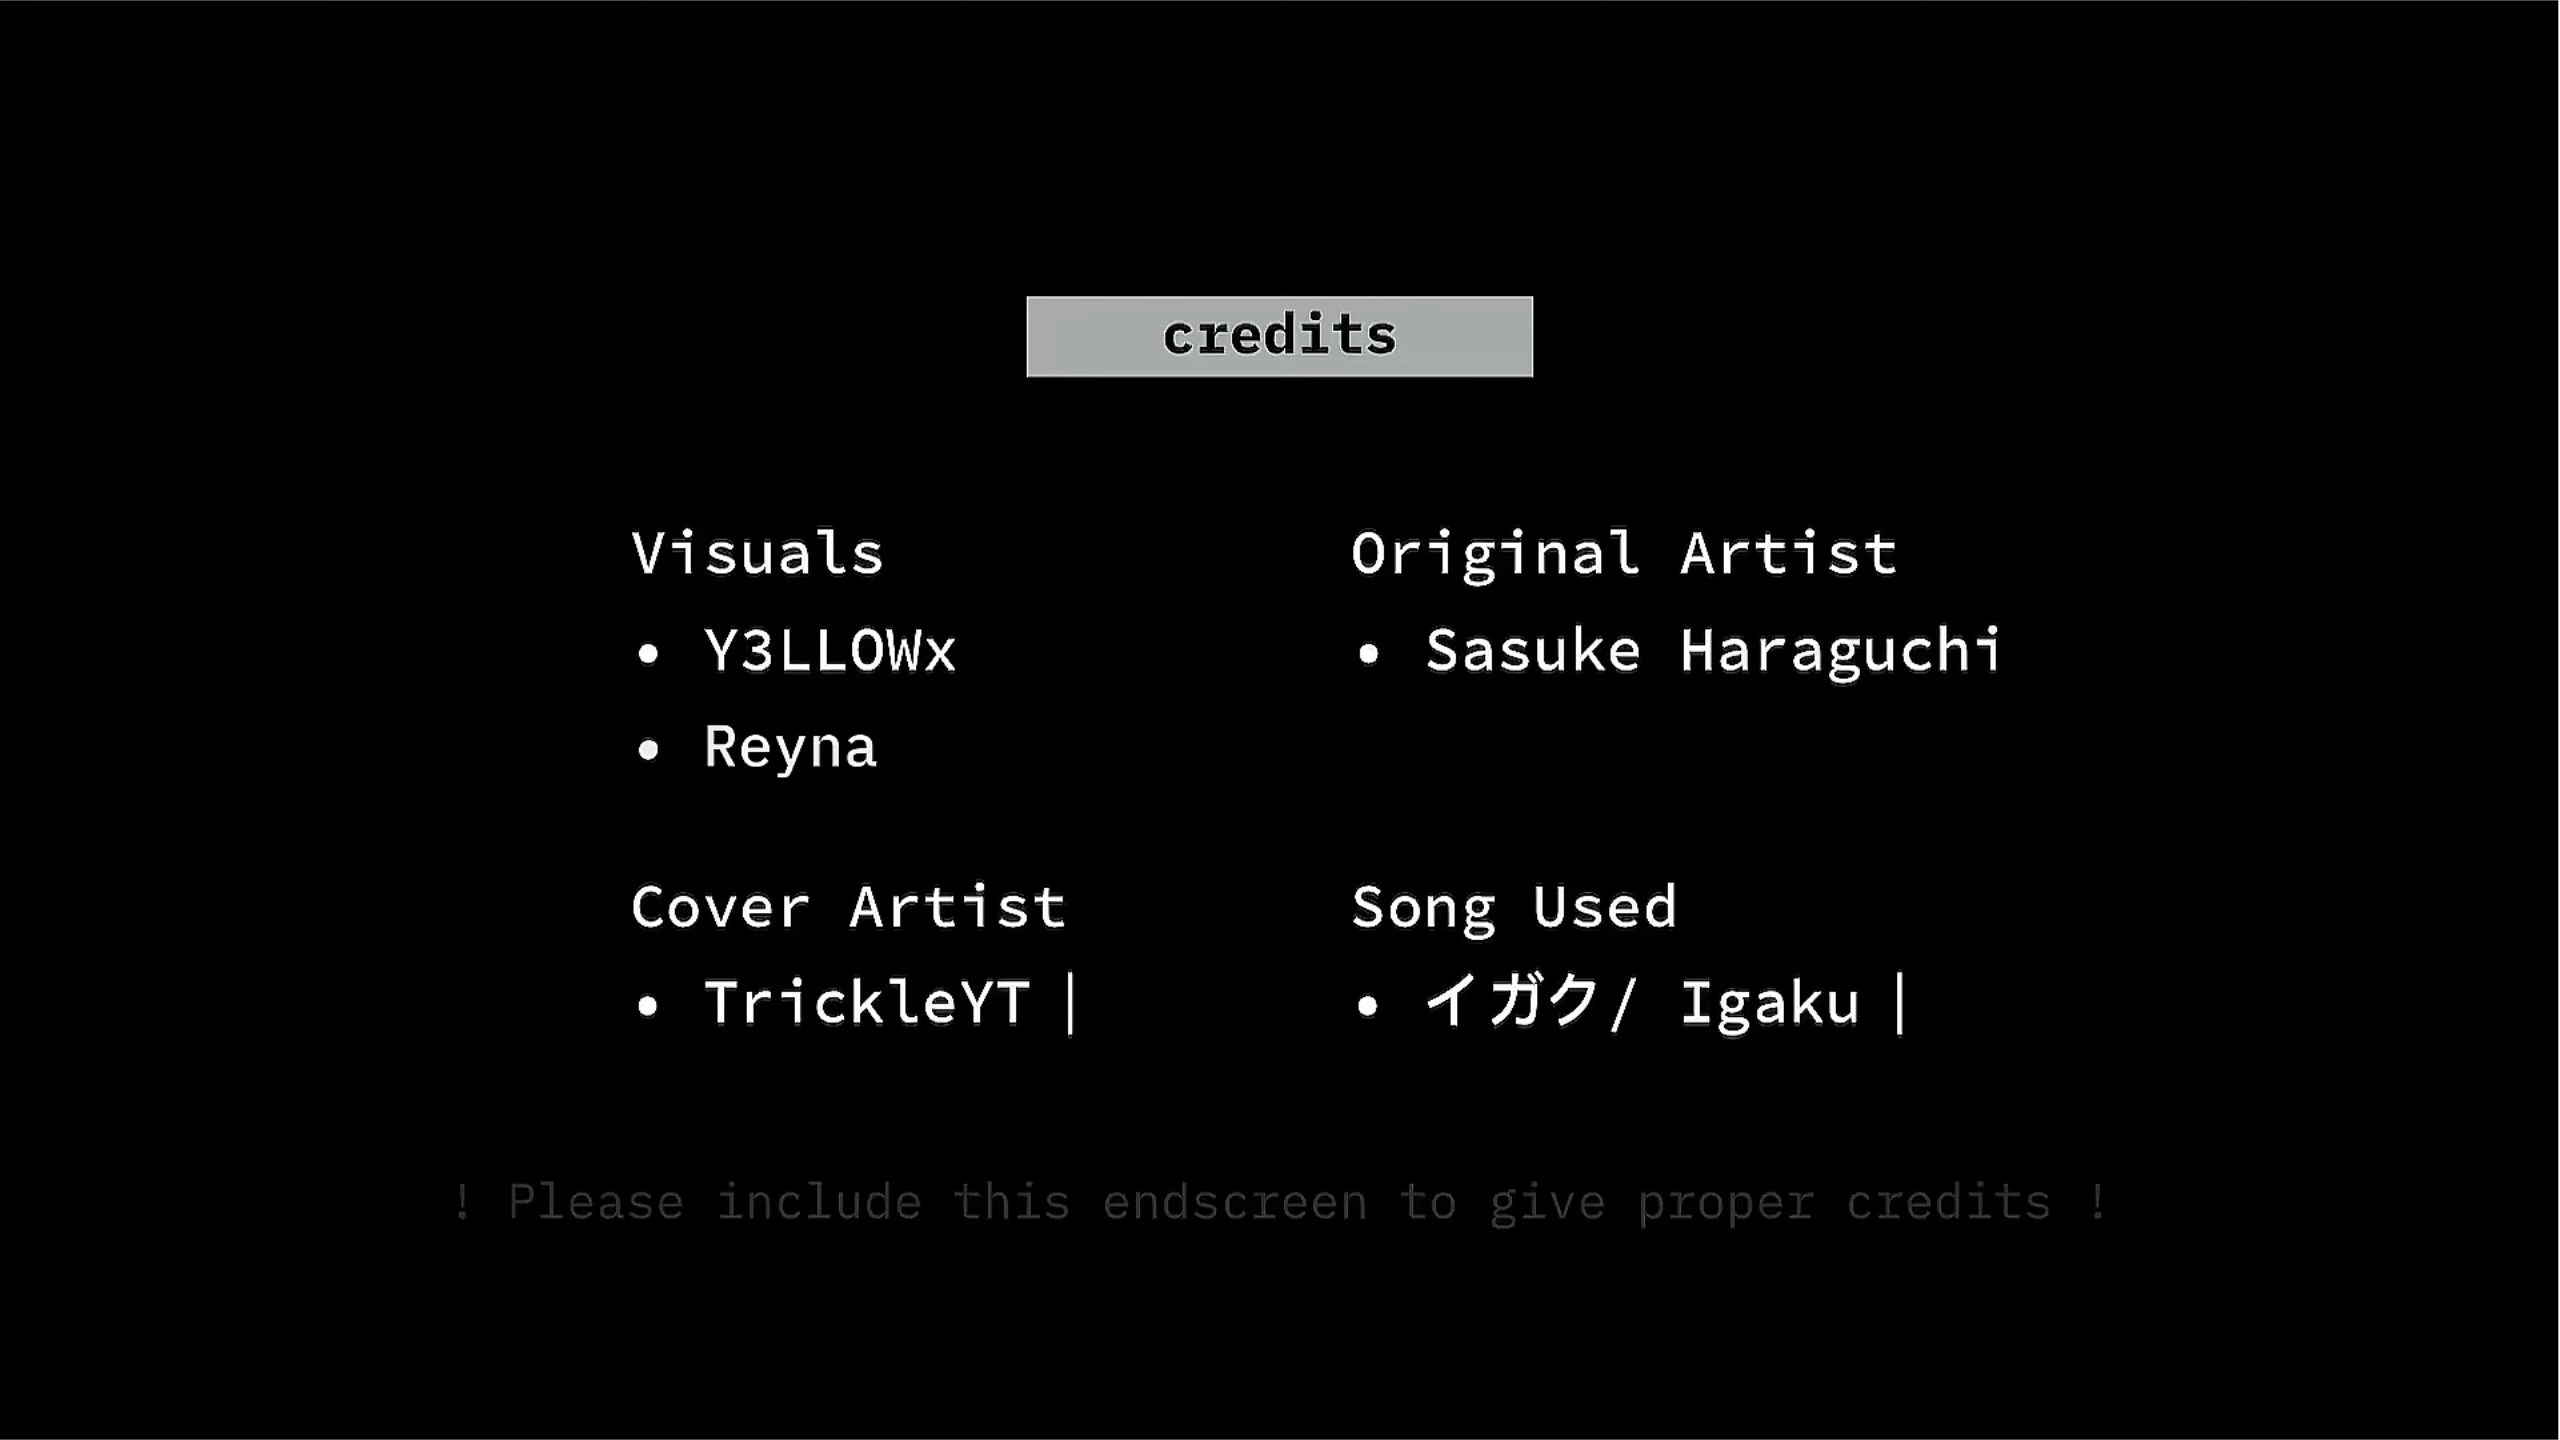 credits
Visuals
• Y3LLOWx
• Reyna
Original Artist
• Sasuke Haraguchi
Cover Artist
• TrickleYT |
Song Used
• イガク/ Igaku |
! Please include this endscreen to give proper credits !